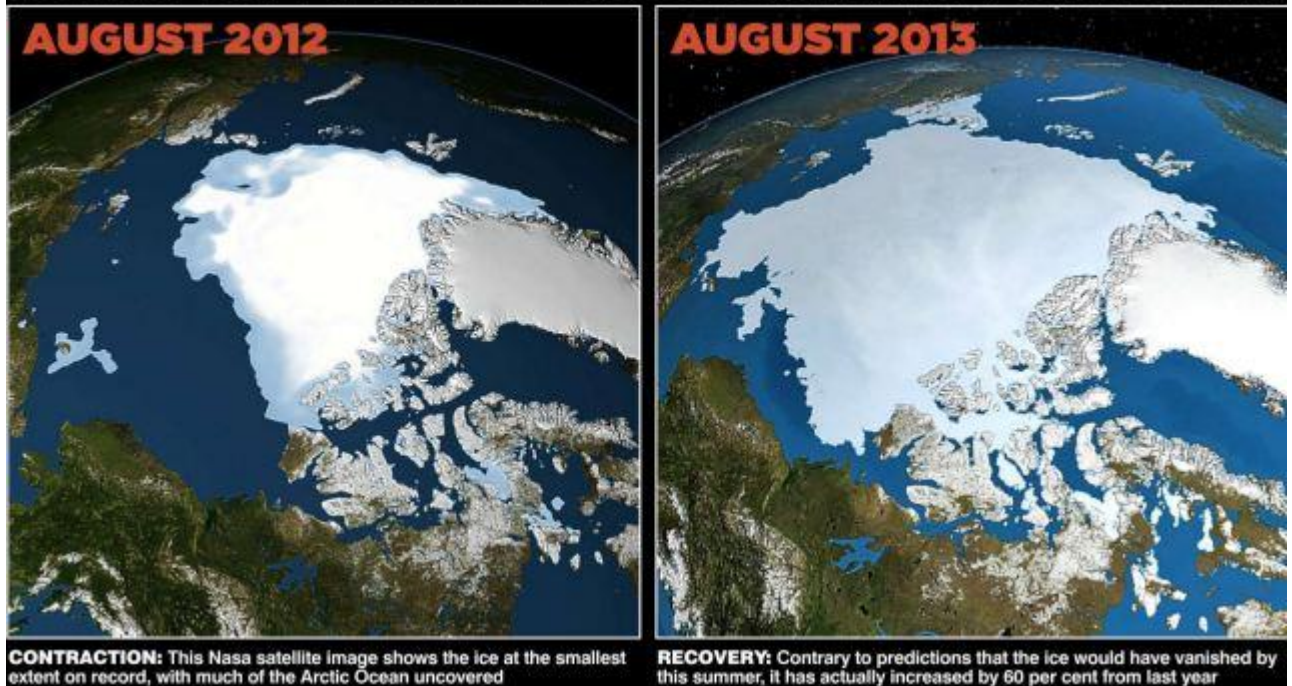 AUGUST 2012
AUGUST 2013
CONTRACTION: This Nasa satellite image shows the ice at the smallest
extent on record, with much of the Arctic Ocean uncovered
RECOVERY: Contrary to predictions that the ice would have vanished by
this summer, it has actually increased by 60 per cent from last year